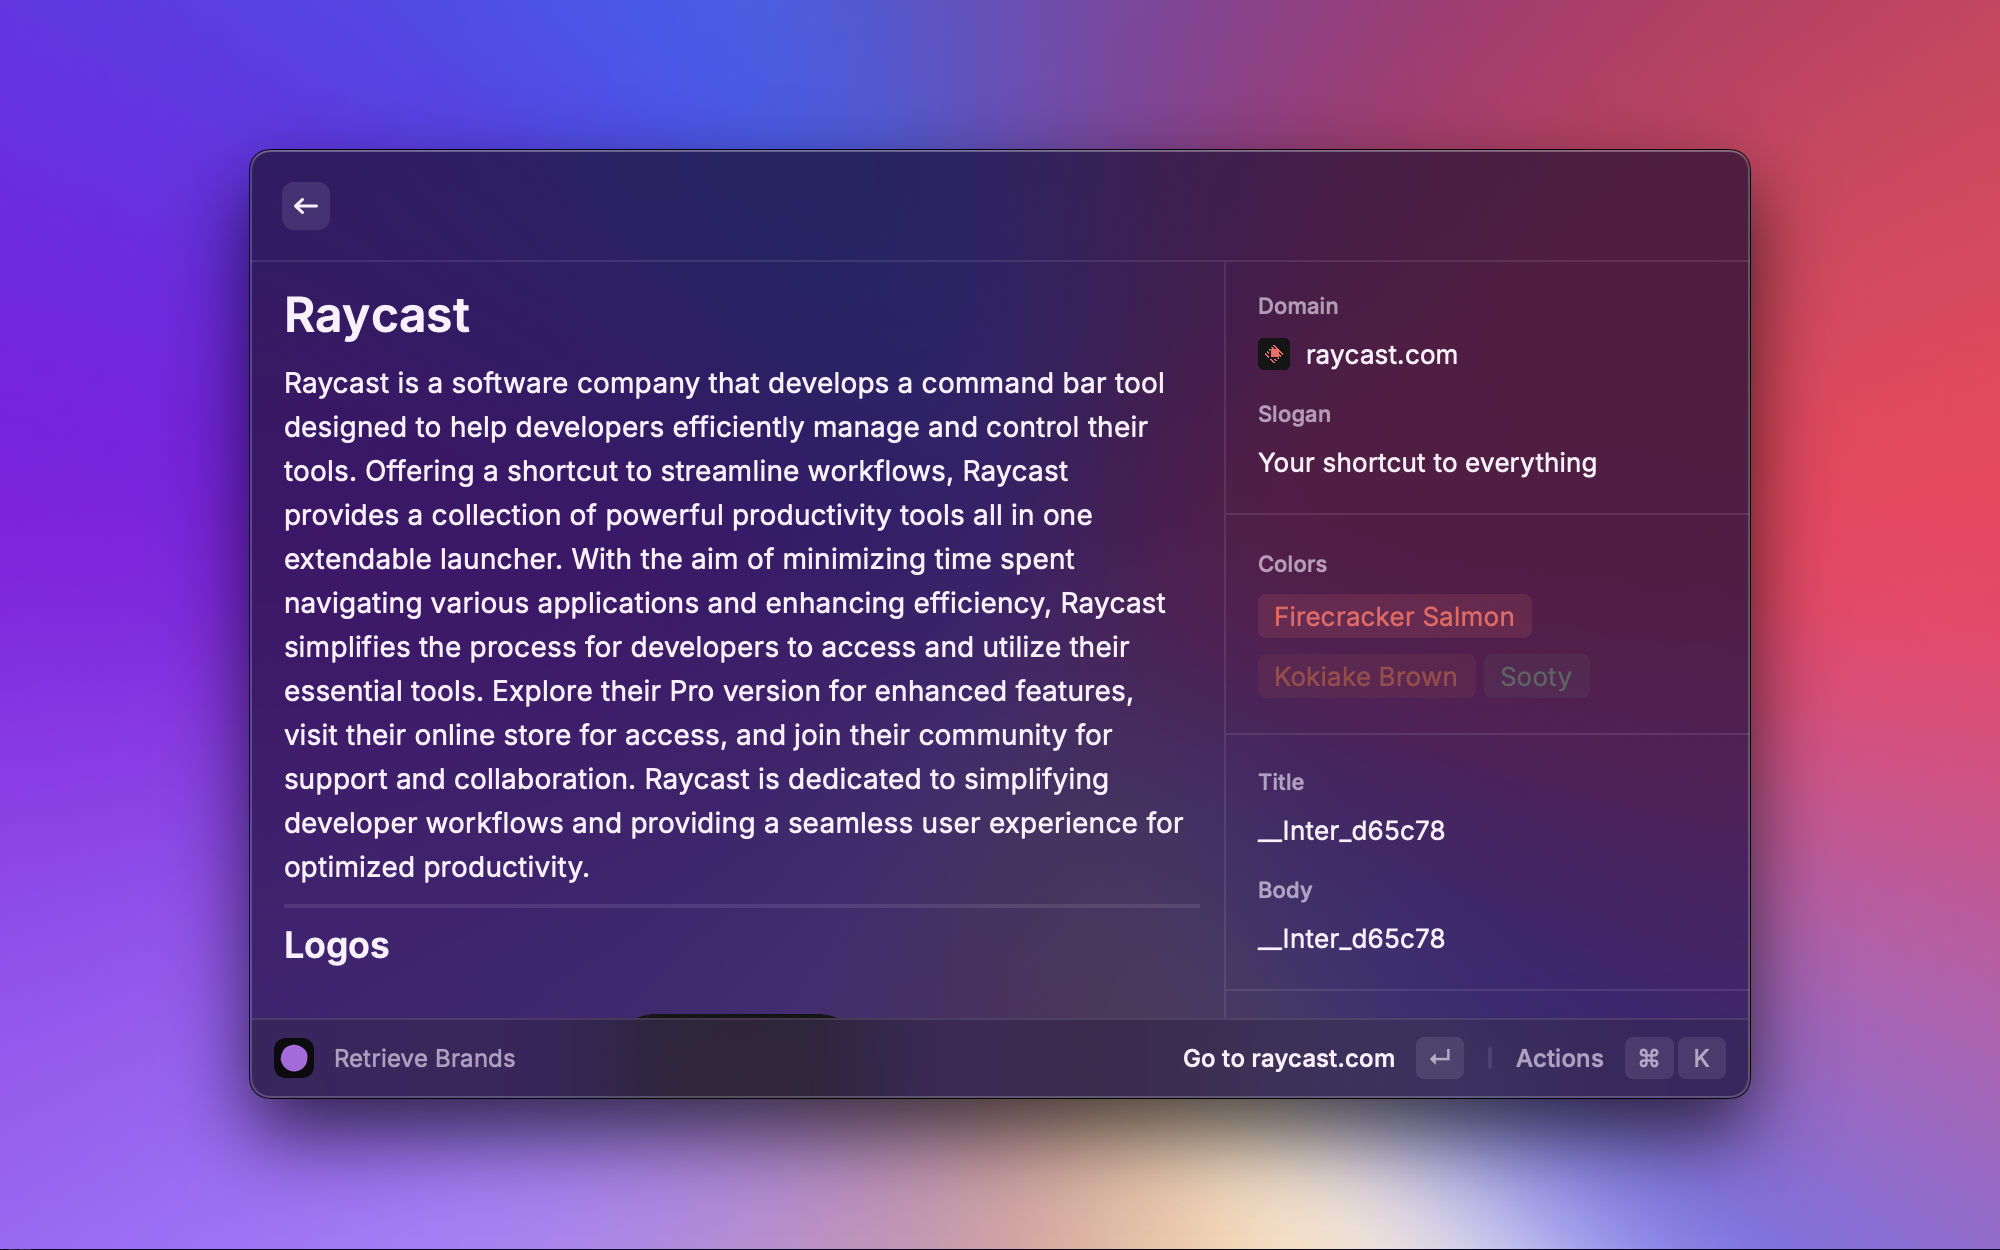 Raycast
Raycast is a software company that develops a command bar tool
designed to help developers efficiently manage and control their
tools. Offering a shortcut to streamline workflows, Raycast
provides a collection of powerful productivity tools all in one
extendable launcher. With the aim of minimizing time spent
navigating various applications and enhancing efficiency, Raycast
simplifies the process for developers to access and utilize their
essential tools. Explore their Pro version for enhanced features,
visit their online store for access, and join their community for
support and collaboration. Raycast is dedicated to simplifying
developer workflows and providing a seamless user experience for
optimized productivity.
Logos
Domain
raycast.com
Slogan
Your shortcut to everything
Colors
Firecracker Salmon
Kokiake Brown Sooty
Title
__Inter_d65c78
Body
__Inter_d65c78
Retrieve Brands
Go to raycast.com ↵ | Actions ⌘ K